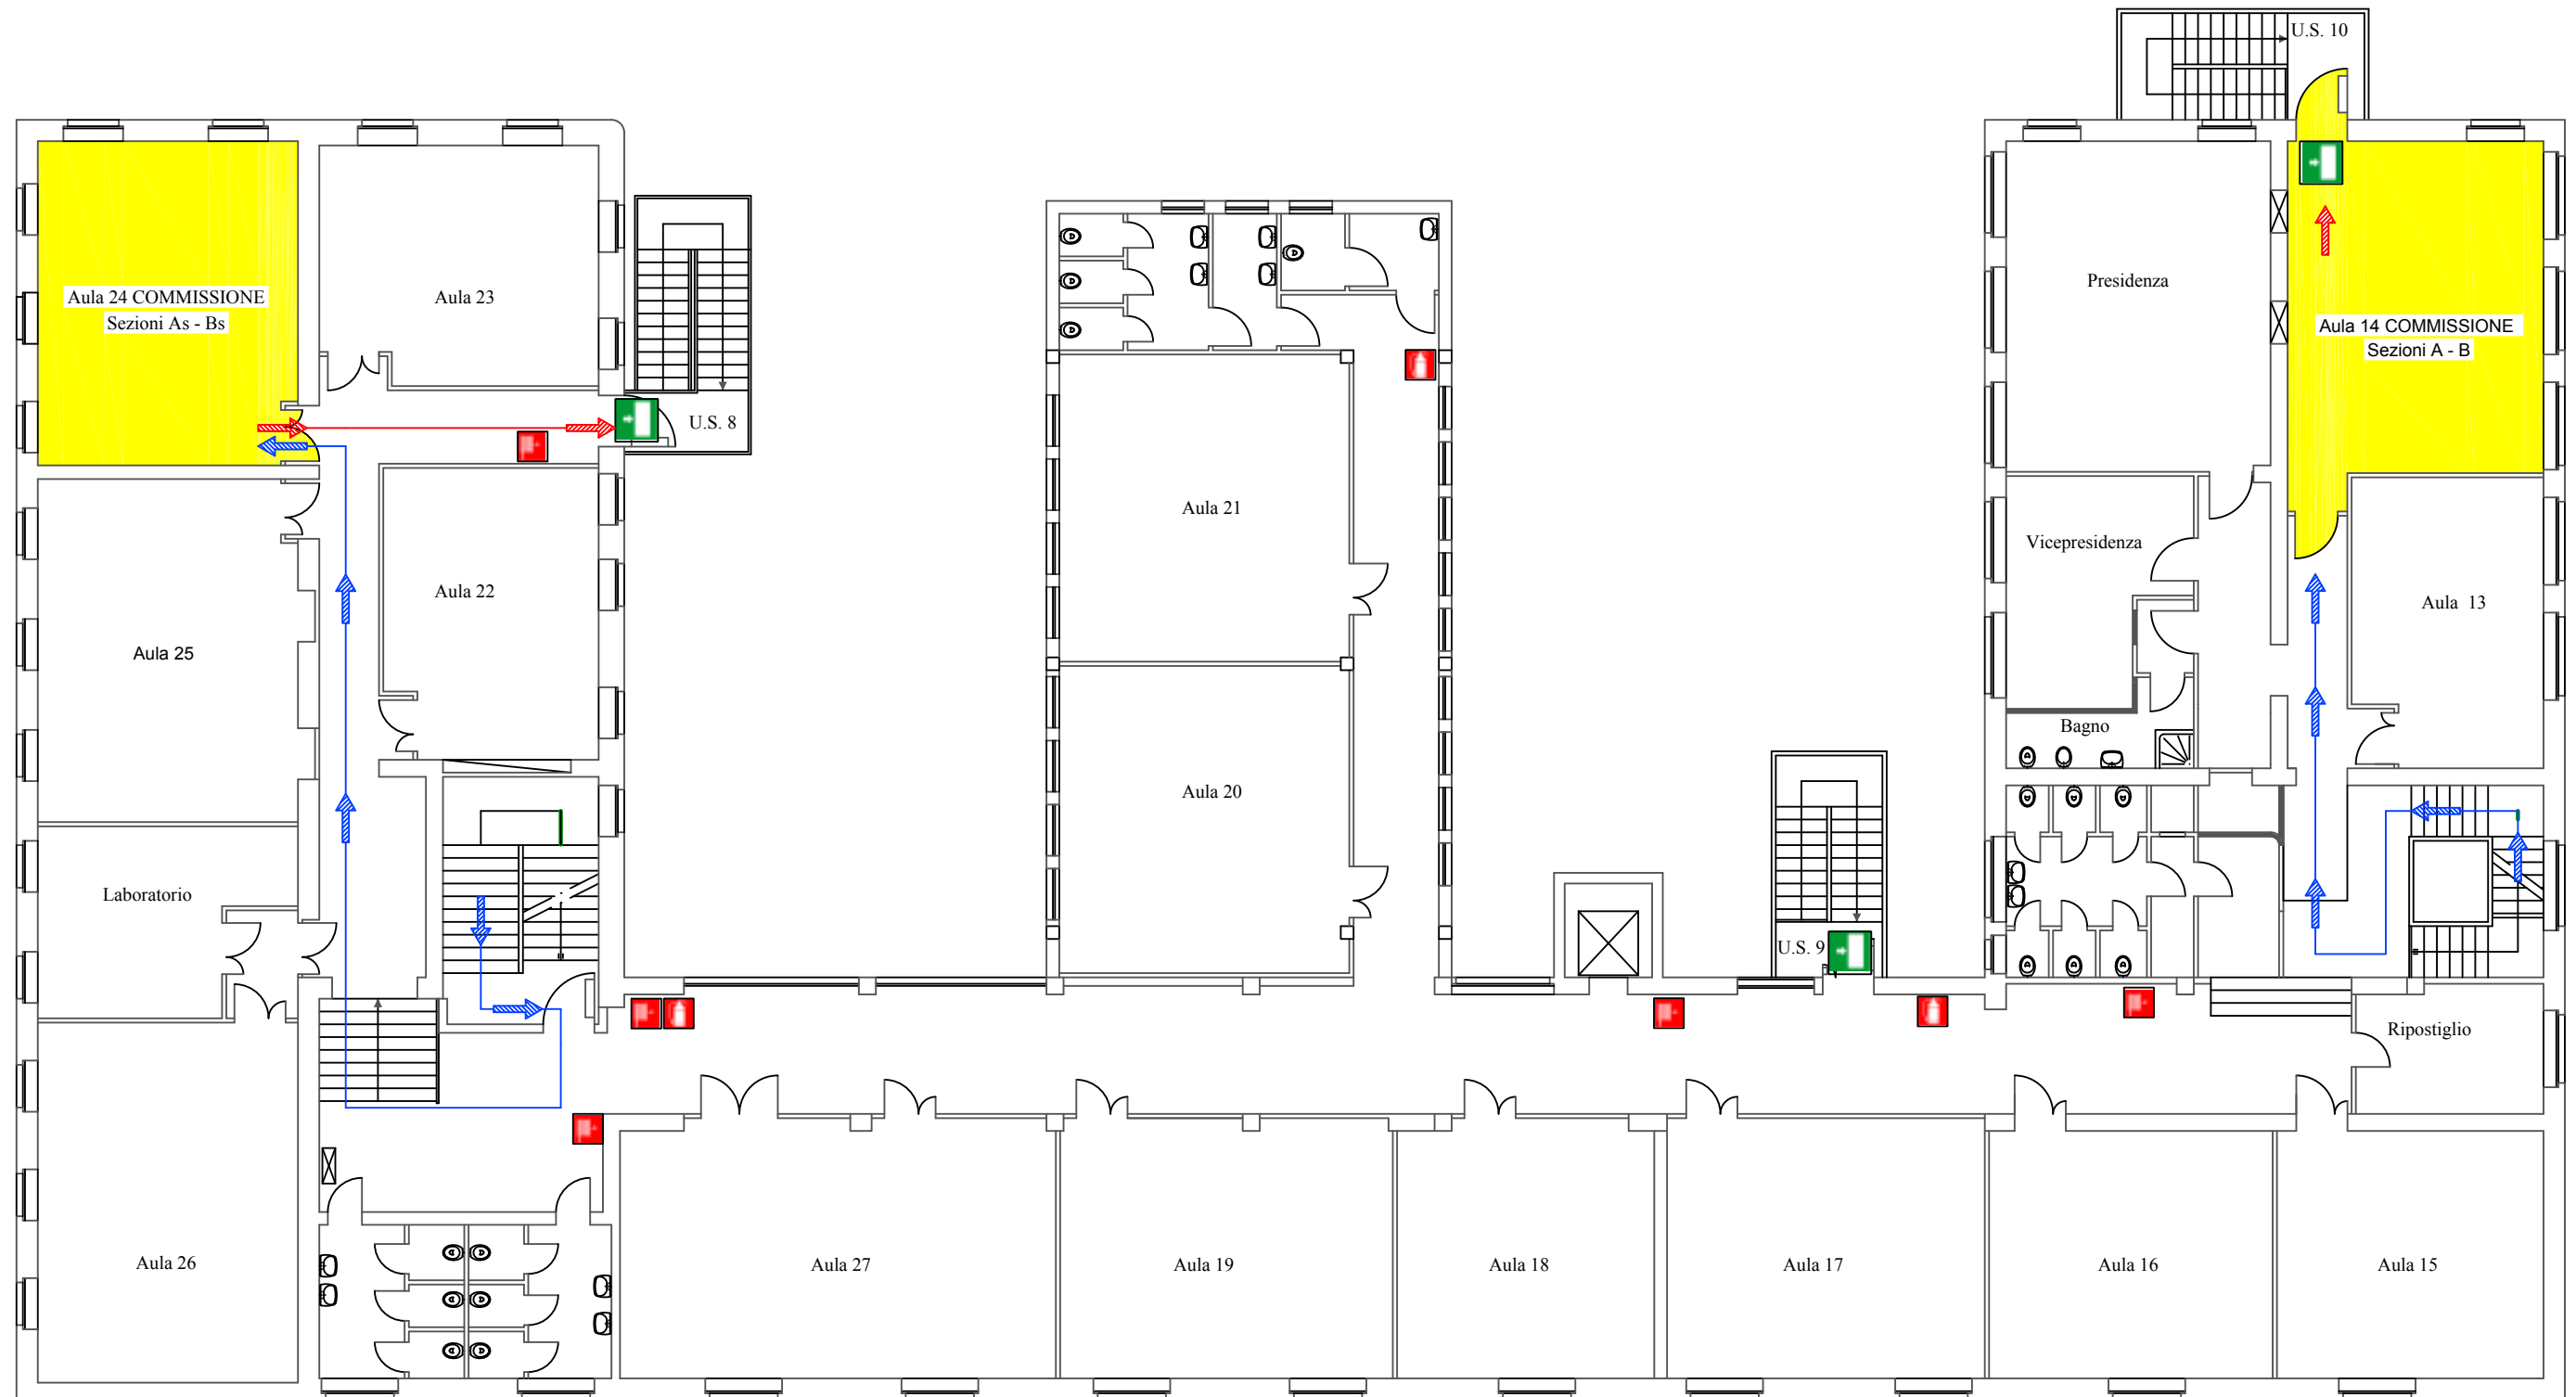 U.S. 10
Aula 24 COMMISSIONE
Sezioni As - Bs
Aula 23
Presidenza
Aula 14 COMMISSIONE
Sezioni A - B
U.S. 8
Aula 21
Vicepresidenza
Aula 22
Aula 13
Aula 25
Bagno
Aula 20
Laboratorio
U.S. 9
Ripostiglio
Aula 26
Aula 27
Aula 19
Aula 18
Aula 17
Aula 16
Aula 15